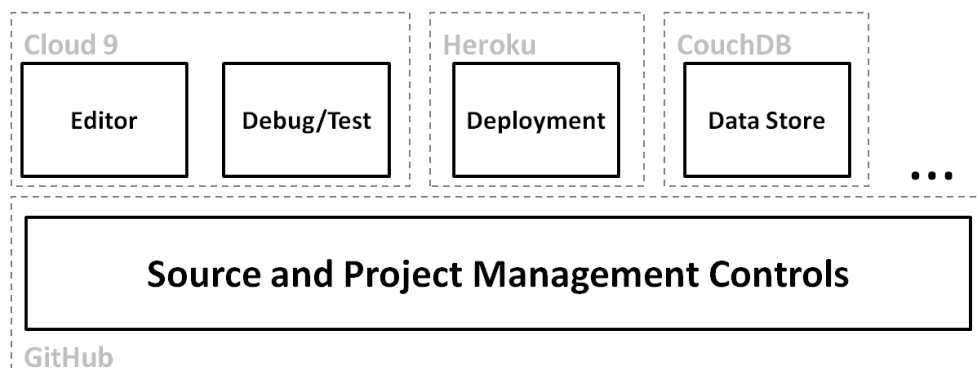 Cloud 9
Heroku
CouchDB
Editor
Debug/Test
Deployment
Data Store
...
Source and Project Management Controls
GitHub